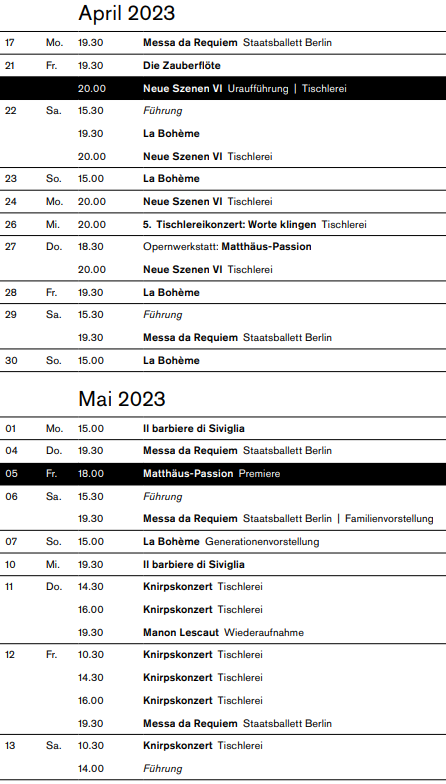 April 2023
17 Mo. 19.30 Messa da Requiem Staatsballett Berlin
21 Fr. 19.30 Die Zauberflöte
20.00 Neue Szenen VI Uraufführung | Tischlerei
22 Sa. 15.30 Führung
19.30 La Bohème
20.00 Neue Szenen VI Tischlerei
23 So. 15.00 La Bohème
24 Mo. 20.00 Neue Szenen VI Tischlerei
26 Mi. 20.00 5. Tischlereikonzert: Worte klingen Tischlerei
27 Do. 18.30 Opernwerkstatt: Matthäus-Passion
20.00 Neue Szenen VI Tischlerei
28 Fr. 19.30 La Bohème
29 Sa. 15.30 Führung
19.30 Messa da Requiem Staatsballett Berlin
30 So. 15.00 La Bohème
Mai 2023
01 Mo. 15.00 Il barbiere di Siviglia
04 Do. 19.30 Messa da Requiem Staatsballett Berlin
05 Fr. 18.00 Matthäus-Passion Premiere
06 Sa. 15.30 Führung
19.30 Messa da Requiem Staatsballett Berlin | Familienvorstellung
07 So. 15.00 La Bohème Generationenvorstellung
10 Mi. 19.30 Il barbiere di Siviglia
11 Do. 14.30 Knirpskonzert Tischlerei
16.00 Knirpskonzert Tischlerei
19.30 Manon Lescaut Wiederaufnahme
12 Fr. 10.30 Knirpskonzert Tischlerei
14.30 Knirpskonzert Tischlerei
16.00 Knirpskonzert Tischlerei
19.30 Messa da Requiem Staatsballett Berlin
13 Sa. 10.30 Knirpskonzert Tischlerei
14.00 Führung